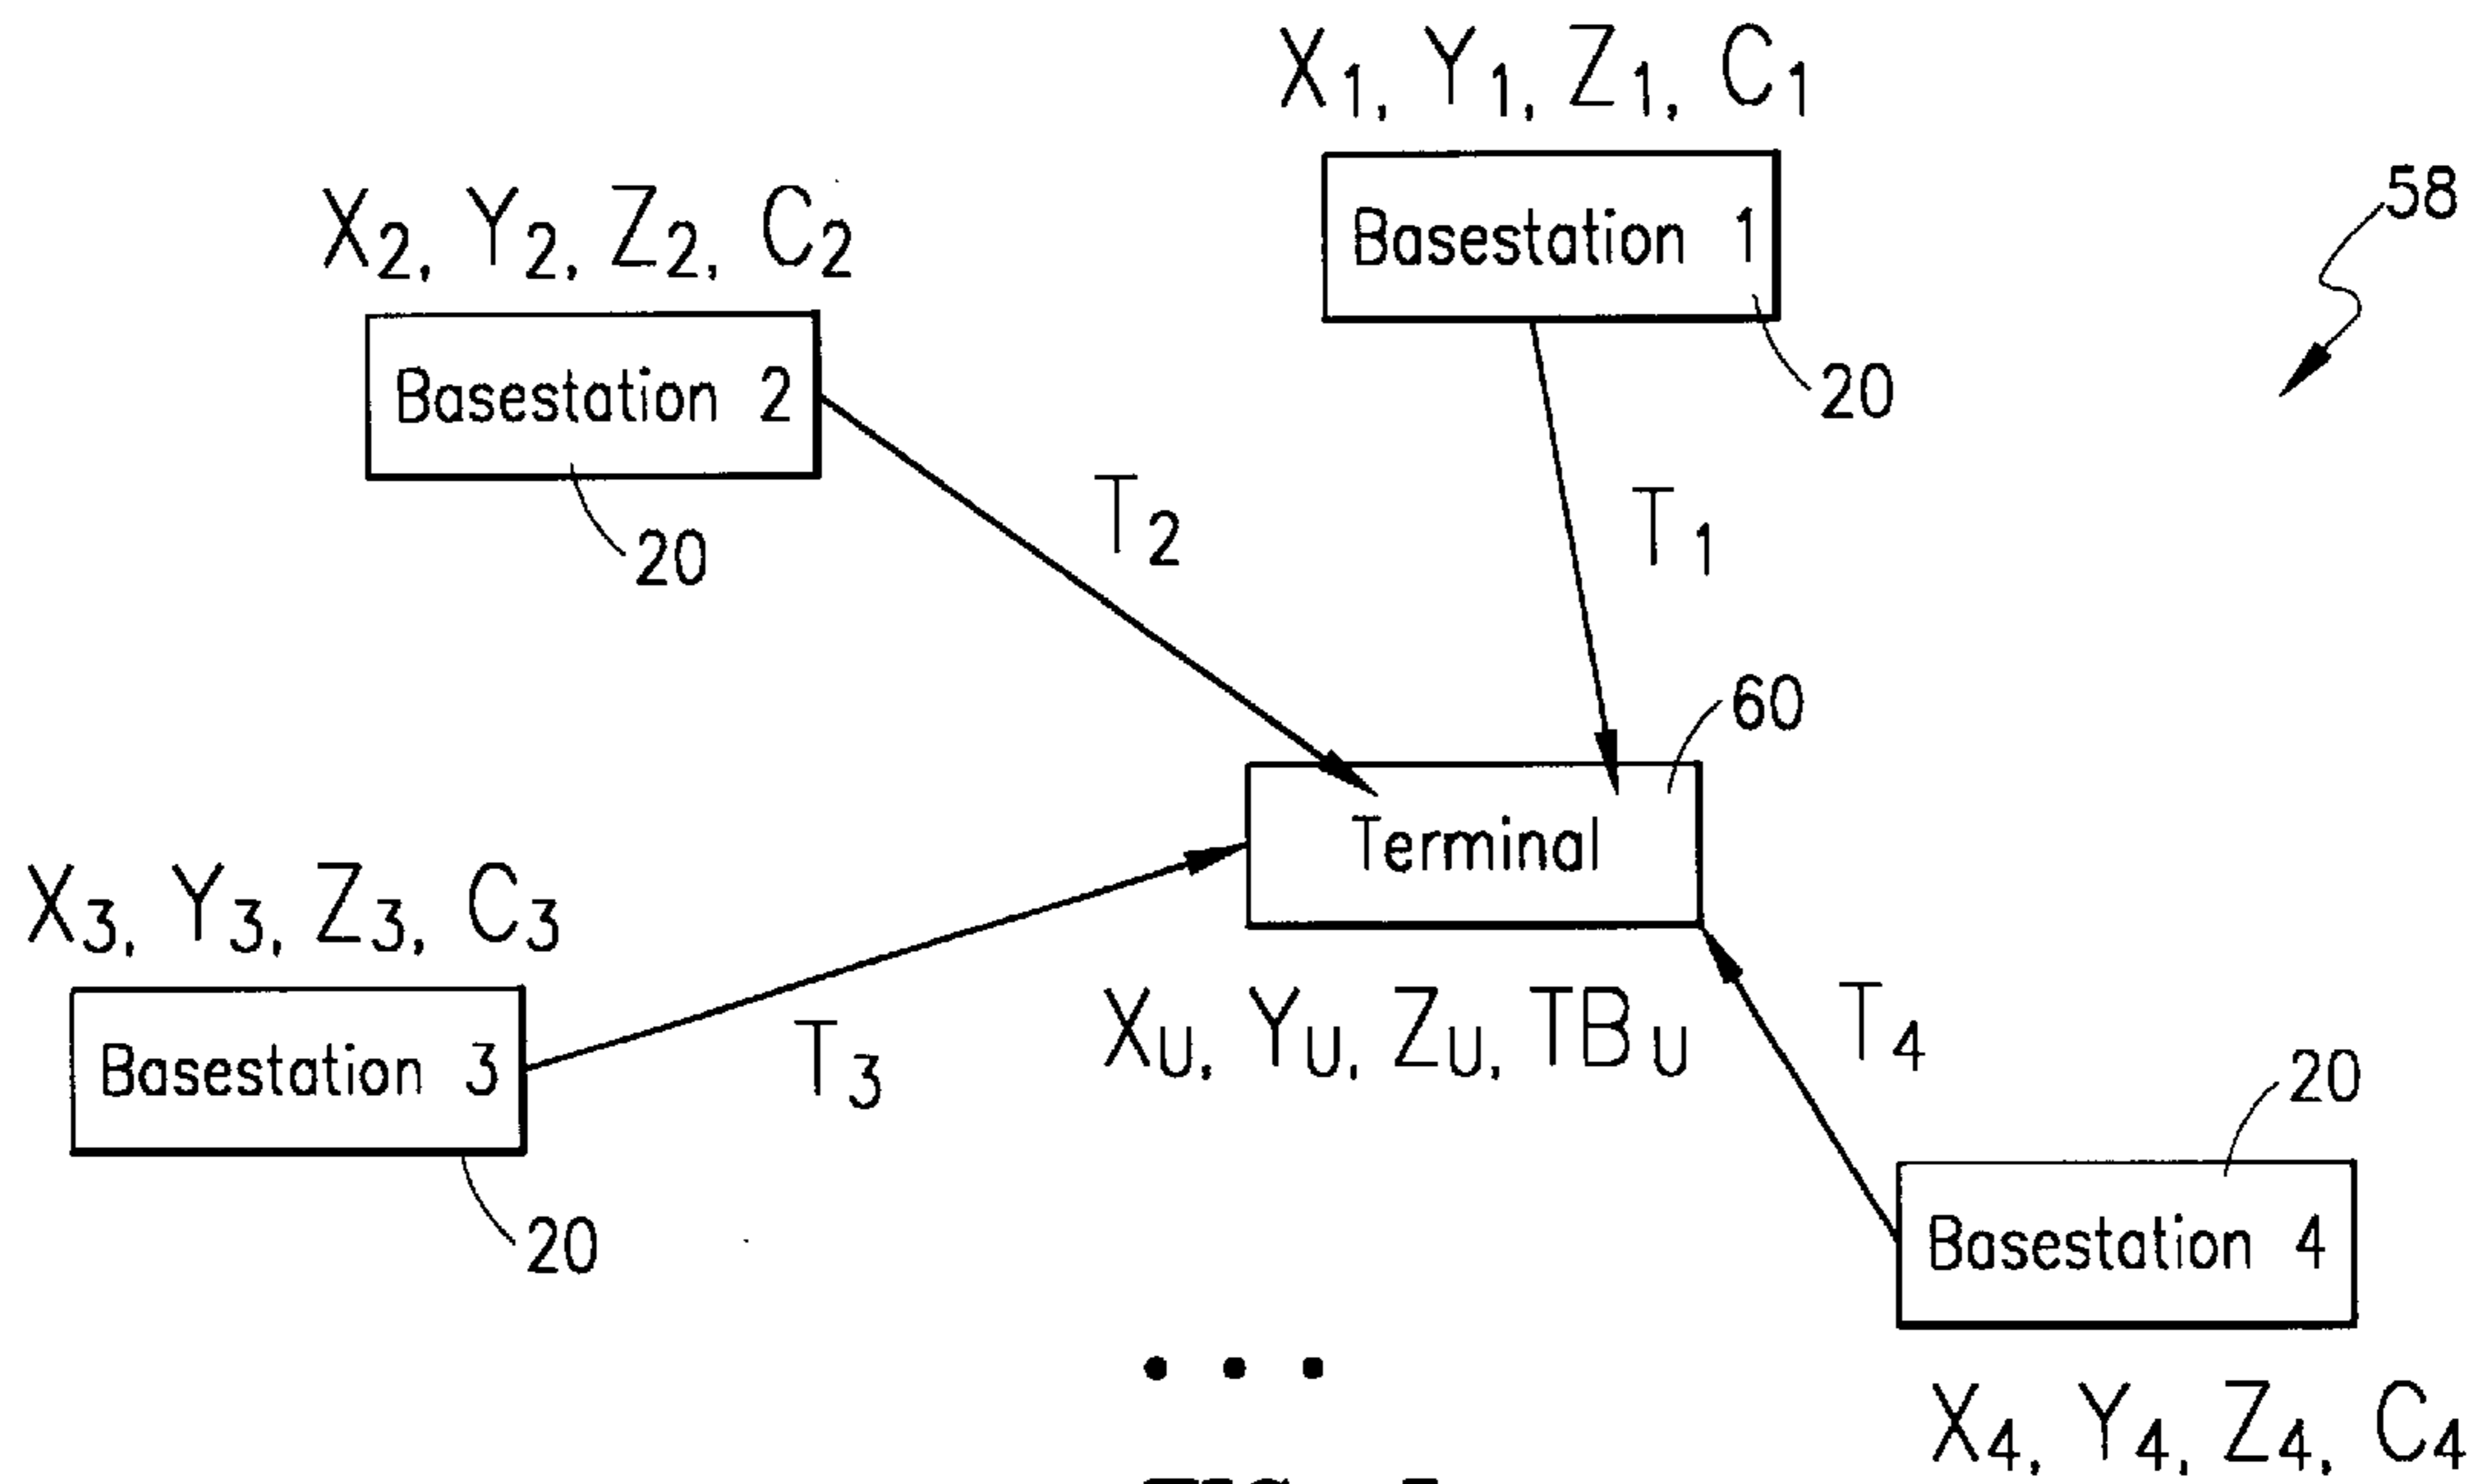 X1, Y1, Z1, C1
Basestation 1
20
58
X2, Y2, Z2, C2
Basestation 2
20
T2
T1
60
Terminal
XU, YU, ZU, TBU
X3, Y3, Z3, C3
Basestation 3
20
T3
T4
20
Basestation 4
X4, Y4, Z4, C4
• • •